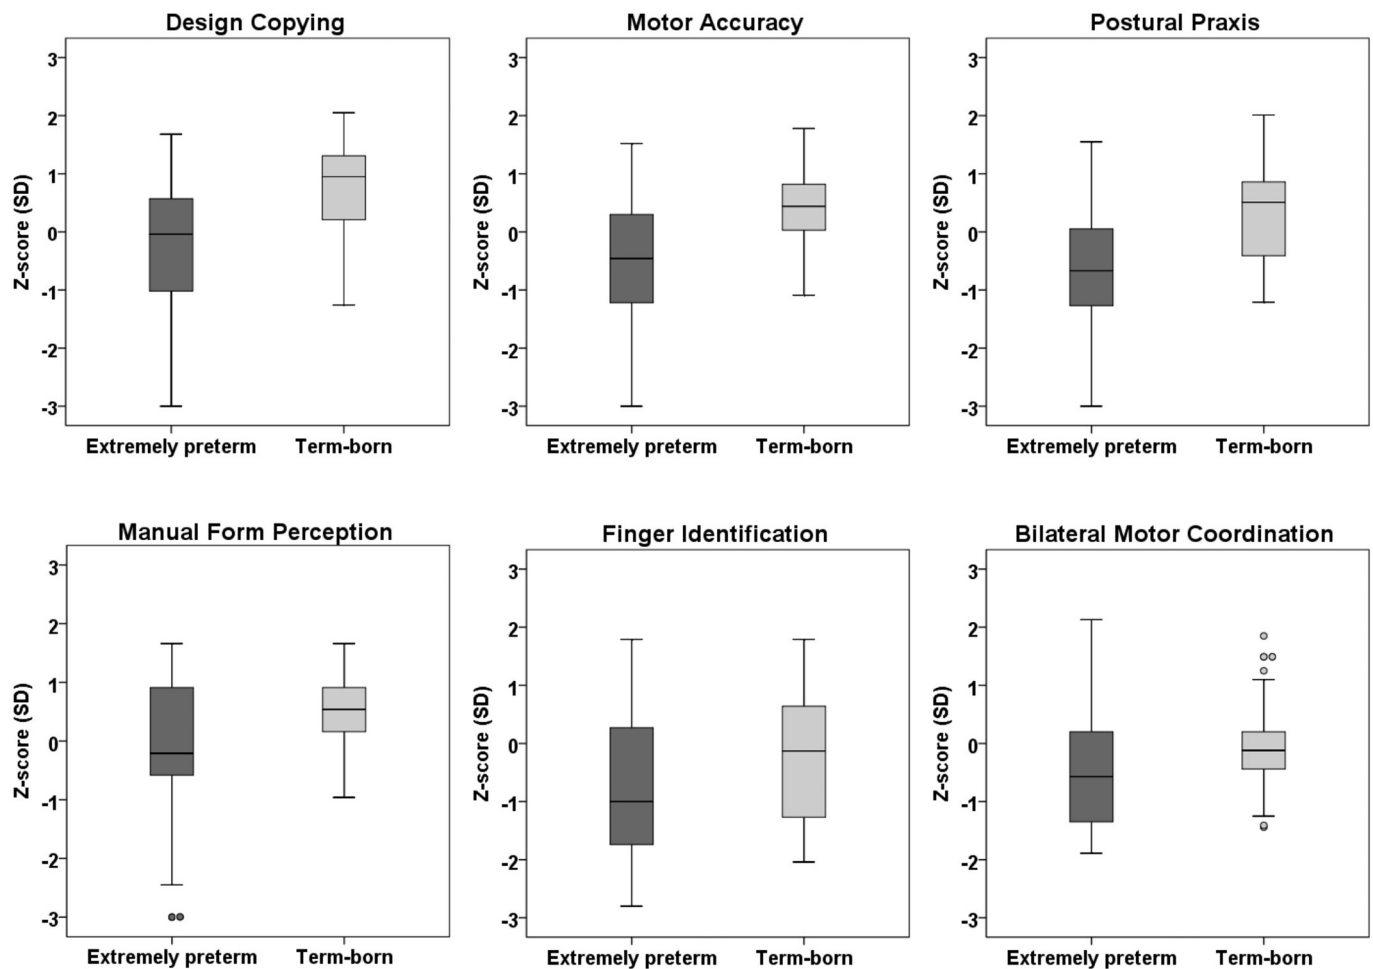 Design Copying
Motor Accuracy
Postural Praxis
Z-score (SD)
3
2
1
0
-1
-2
-3
Extremely preterm
Term-born
Z-score (SD)
3
2
1
0
-1
-2
-3
Extremely preterm
Term-born
Z-score (SD)
3
2
1
0
-1
-2
-3
Extremely preterm
Term-born
Manual Form Perception
Finger Identification
Bilateral Motor Coordination
Z-score (SD)
3
2
1
0
-1
-2
-3
Extremely preterm
Term-born
Z-score (SD)
3
2
1
0
-1
-2
-3
Extremely preterm
Term-born
Z-score (SD)
3
2
1
0
-1
-2
-3
Extremely preterm
Term-born